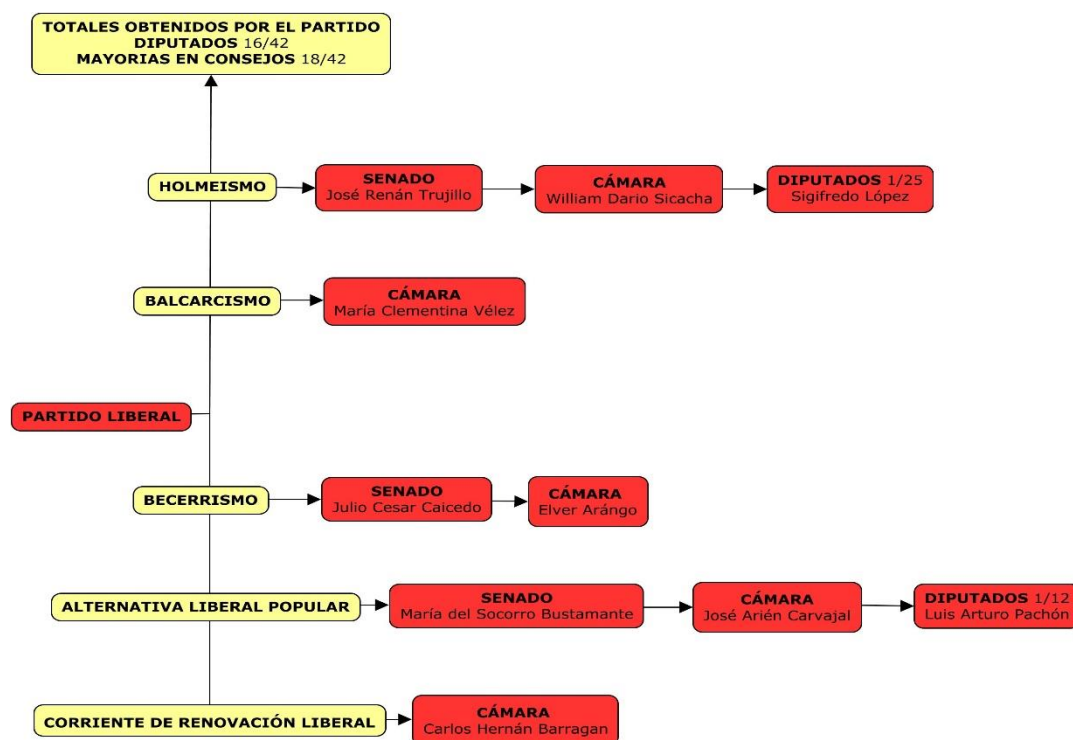 TOTALES OBTENIDOS POR EL PARTIDO
DIPUTADOS 16/42
MAYORIAS EN CONSEJOS 18/42
HOLMEISMO
SENADO
José Renán Trujillo
CÁMARA
William Dario Sicacha
DIPUTADOS 1/25
Sigifredo López
BALCARCISMO
CÁMARA
María Clementina Vélez
PARTIDO LIBERAL
BECERRISMO
SENADO
Julio Cesar Caicedo
CÁMARA
Elver Arángo
ALTERNATIVA LIBERAL POPULAR
SENADO
María del Socorro Bustamante
CÁMARA
José Arién Carvajal
DIPUTADOS 1/12
Luis Arturo Pachón
CORRIENTE DE RENOVACIÓN LIBERAL
CÁMARA
Carlos Hernán Barragan